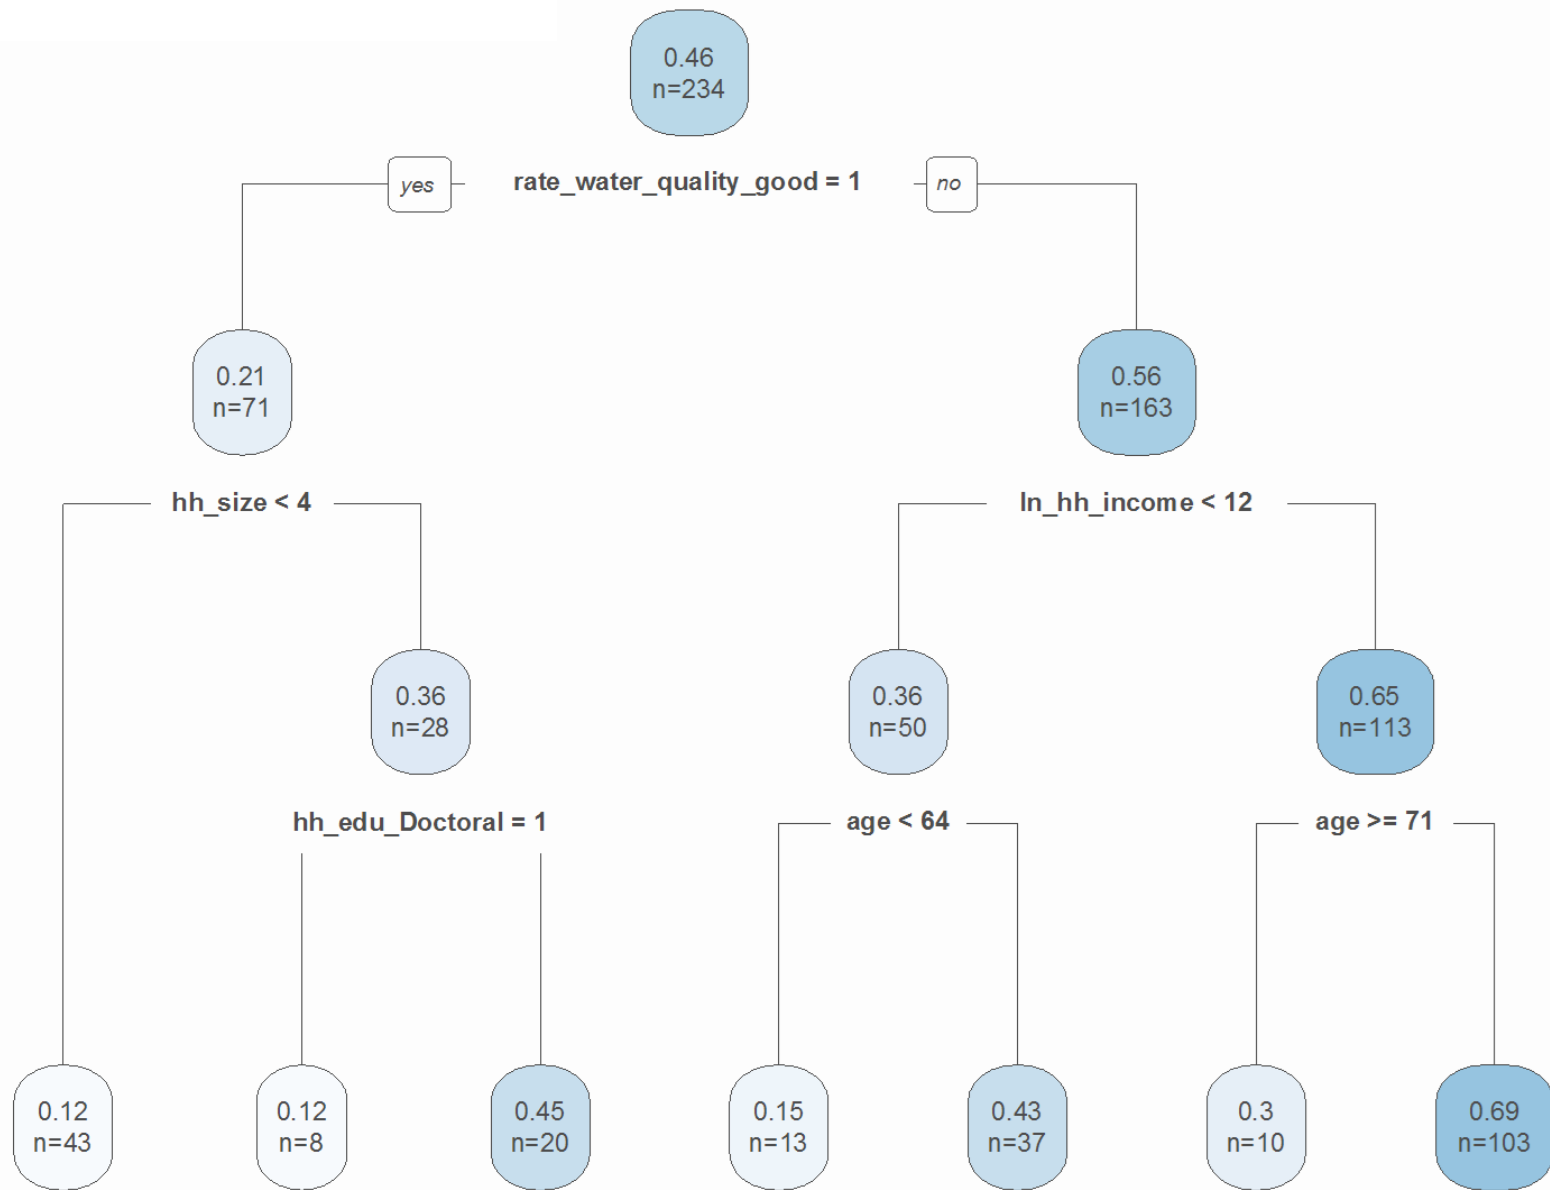 0.46
n=234
yes
rate_water_quality_good = 1
no
0.21
n=71
0.56
n=163
hh_size < 4
ln_hh_income < 12
0.36
n=28
0.36
n=50
0.65
n=113
hh_edu_Doctoral = 1
age < 64
age >= 71
0.12
n=43
0.12
n=8
0.45
n=20
0.15
n=13
0.43
n=37
0.3
n=10
0.69
n=103